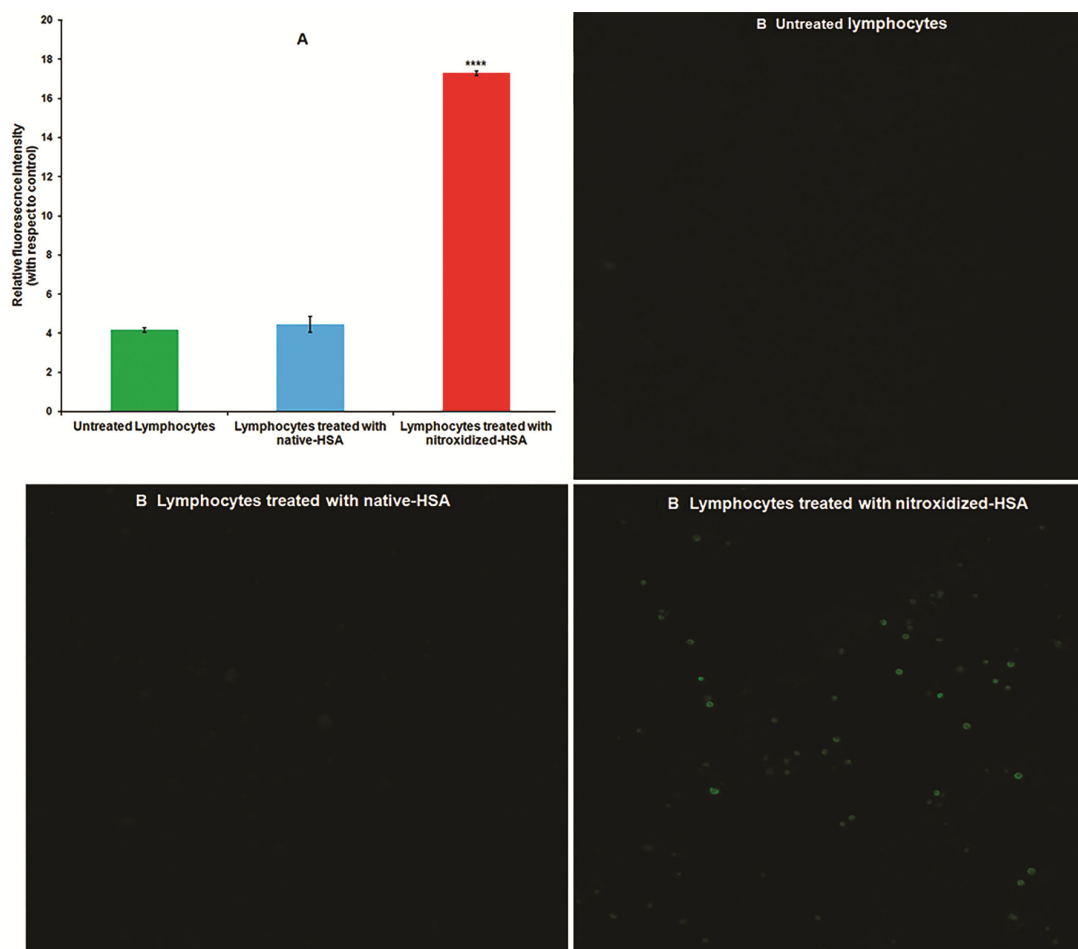 A
Relative fluoresecnce Intensity
(with respect to control)
20
18
16
14
12
10
8
6
4
2
0
****
Untreated Lymphocytes
Lymphocytes treated with
native-HSA
Lymphocytes treated with
nitroxidized-HSA
B Untreated lymphocytes
B Lymphocytes treated with native-HSA
B Lymphocytes treated with nitroxidized-HSA